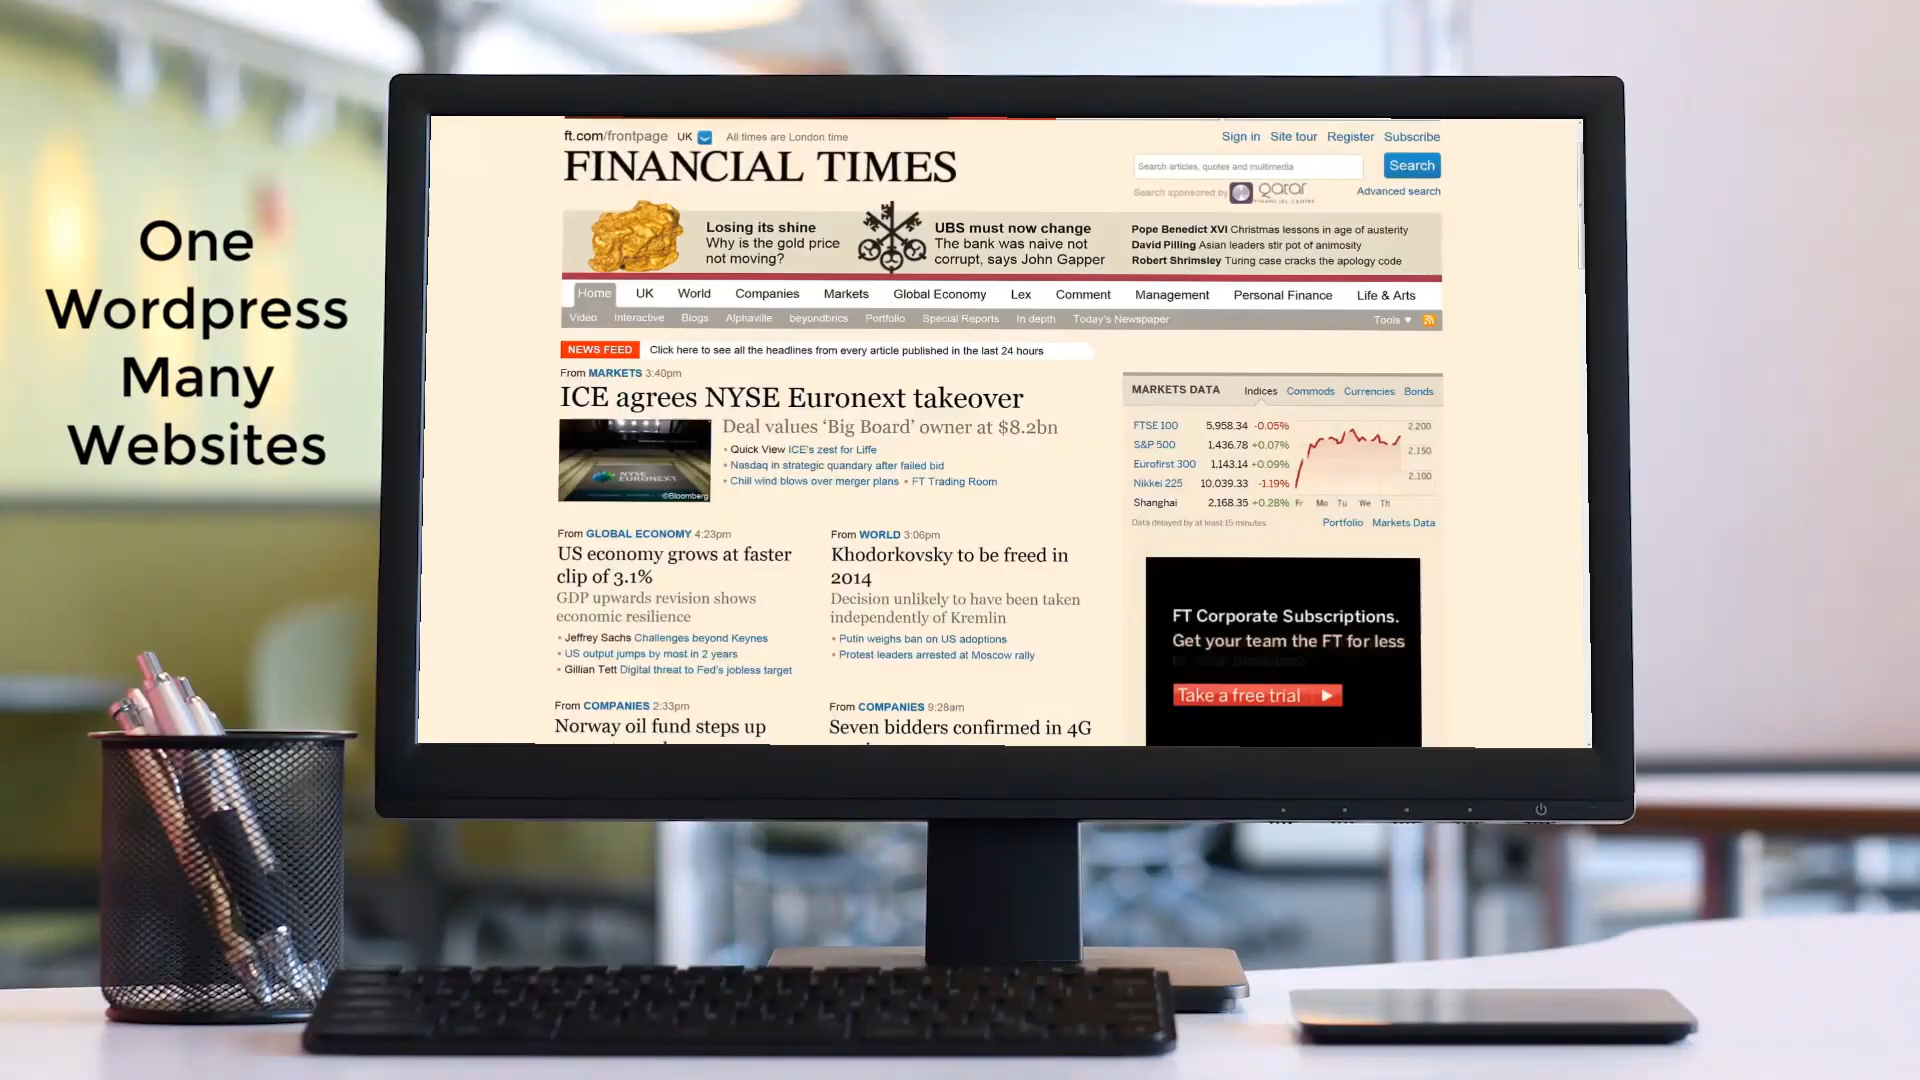 One
Wordpress
Many
Websites
ft.com/frontpage UK All times are London time
Sign in Site tour Register Subscribe
FINANCIAL TIMES
Search articles, quotes and multimedia Search
Search sponsored by qatar FINANCIAL CENTRE Advanced search
Losing its shine
Why is the gold price
not moving?
UBS must now change
The bank was naive not
corrupt, says John Gapper
Pope Benedict XVI Christmas lessons in age of austerity
David Pilling Asian leaders stir pot of animosity
Robert Shrimsley Turing case cracks the apology code
Home UK World Companies Markets Global Economy Lex Comment Management Personal Finance Life & Arts
Video Interactive Blogs Alphaville beyondbrics Portfolio Special Reports In depth Today's Newspaper Tools
NEWS FEED Click here to see all the headlines from every article published in the last 24 hours
From MARKETS 3:40pm
ICE agrees NYSE Euronext takeover
NYSE
EURONEXT
©Bloomberg
Deal values ‘Big Board’ owner at $8.2bn
• Quick View ICE's zest for Liffe
• Nasdaq in strategic quandary after failed bid
• Chill wind blows over merger plans • FT Trading Room
From GLOBAL ECONOMY 4:23pm
US economy grows at faster
clip of 3.1%
GDP upwards revision shows
economic resilience
• Jeffrey Sachs Challenges beyond Keynes
• US output jumps by most in 2 years
• Gillian Tett Digital threat to Fed's jobless target
From WORLD 3:06pm
Khodorkovsky to be freed in
2014
Decision unlikely to have been taken
independently of Kremlin
• Putin weighs ban on US adoptions
• Protest leaders arrested at Moscow rally
From COMPANIES 2:33pm
Norway oil fund steps up
From COMPANIES 9:28am
Seven bidders confirmed in 4G
MARKETS DATA Indices Commods Currencies Bonds
FTSE 100 5,958.34 -0.05%
S&P 500 1,436.78 +0.07%
Eurofirst 300 1,143.14 +0.09%
Nikkei 225 10,039.33 -1.19%
Shanghai 2,168.35 +0.28%
2,200
2,150
2,100
Fr Mo Tu We Th
Data delayed by at least 15 minutes
Portfolio Markets Data
FT Corporate Subscriptions.
Get your team the FT for less
Take a free trial